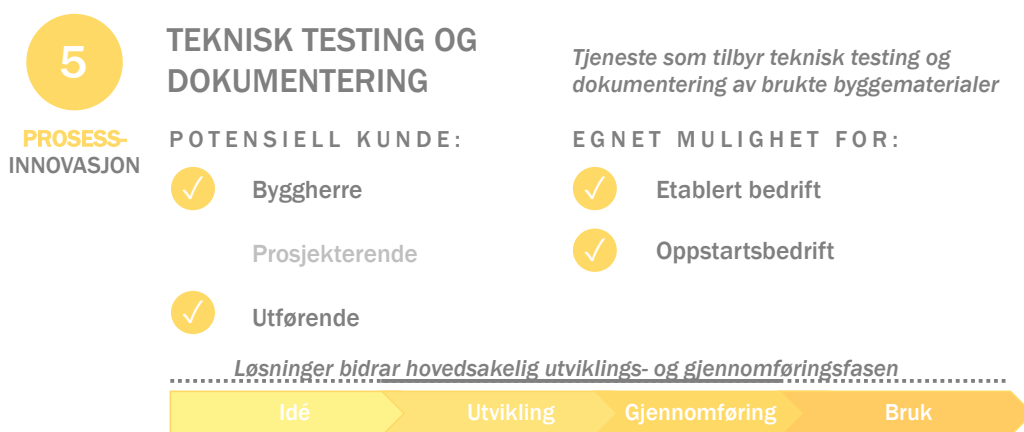 5
PROSESS-
INNOVASJON
TEKNISK TESTING OG
DOKUMENTERING
Tjeneste som tilbyr teknisk testing og
dokumentering av brukte byggematerialer
POTENSIELL KUNDE:
✓ Byggherre
Prosjekterende
✓ Utførende
EGNET MULIGHET FOR:
✓ Etablert bedrift
✓ Oppstartsbedrift
Løsninger bidrar hovedsakelig utviklings- og gjennomføringsfasen
Idé Utvikling Gjennomføring Bruk